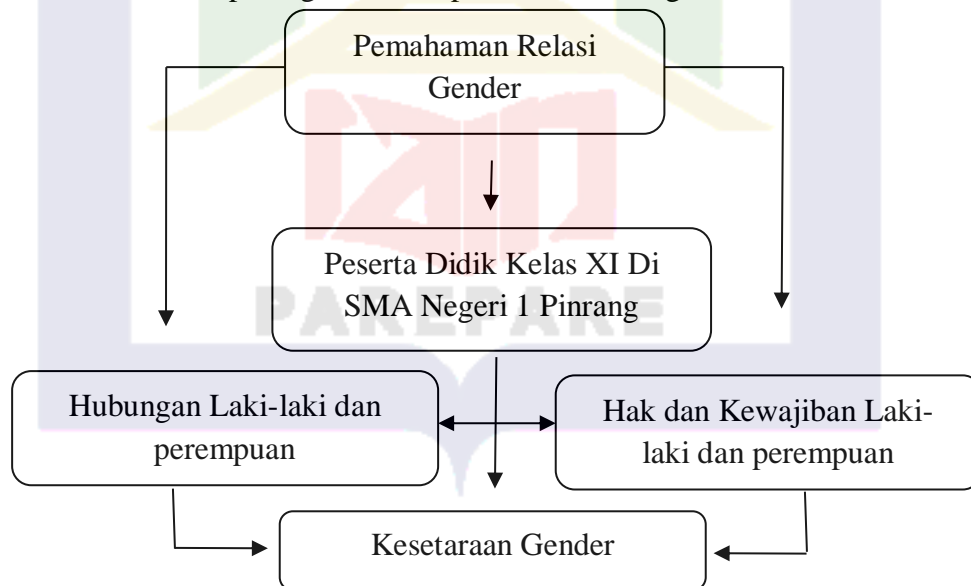 Pemahaman Relasi
Gender
Peserta Didik Kelas XI Di
SMA Negeri 1 Pinrang
PAREPARE
Hubungan Laki-laki dan
perempuan
Hak dan Kewajiban Laki-
laki dan perempuan
Kesetaraan Gender